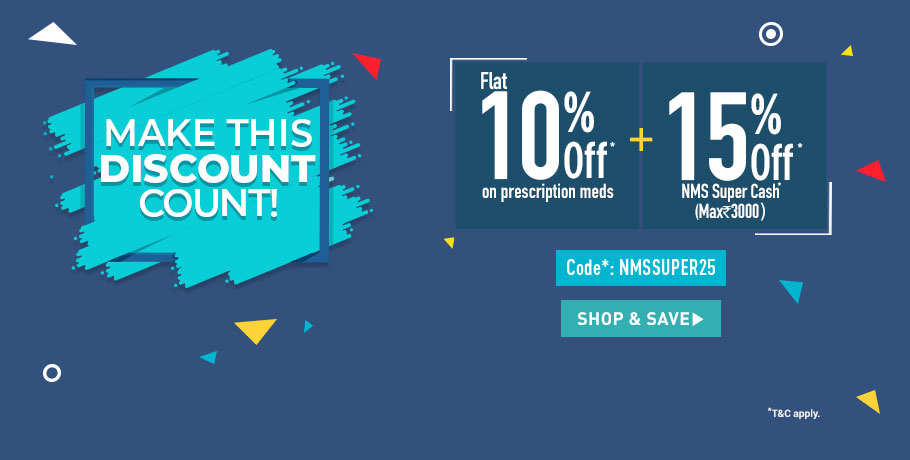 MAKE THIS
DISCOUNT
COUNT!
Flat
10% Off*
on prescription meds
+
15% Off*
NMS Super Cash*
(Max₹3000)
Code*: NMSSUPER25
SHOP & SAVE▶
*T&C apply.